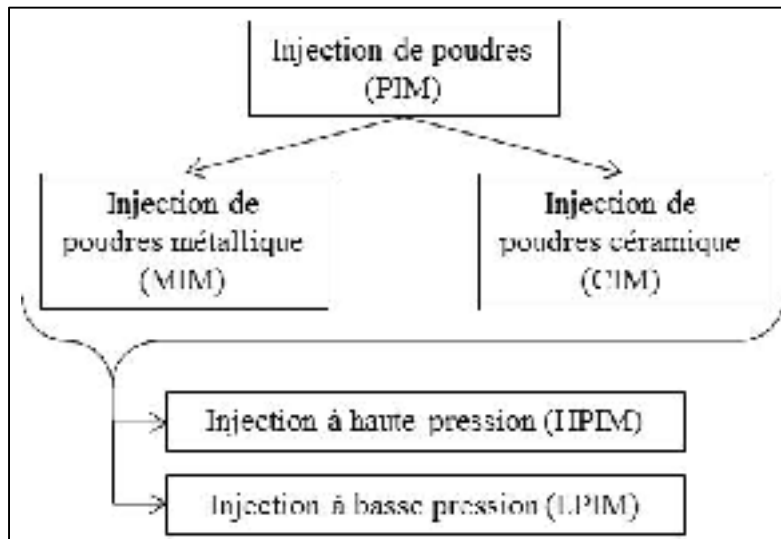 Injection de poudres
(PIM)
Injection de
poudres métallique
(MIM)
Injection de
poudres céramique
(CIM)
Injection à haute pression (HPIM)
Injection à basse pression (LPIM)